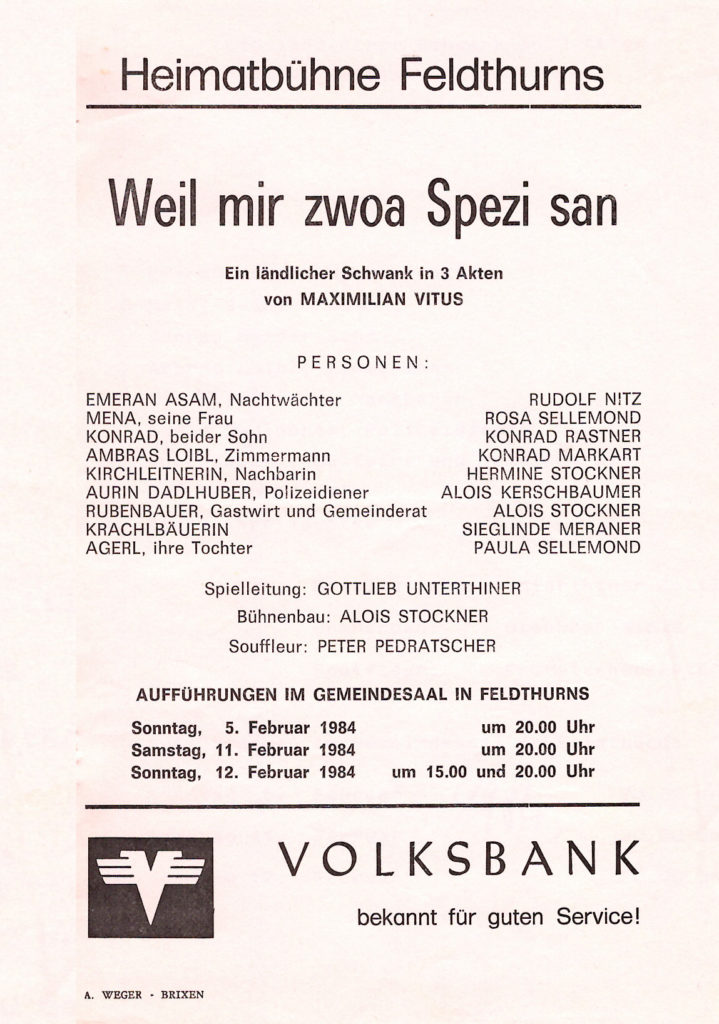 Heimatbühne Feldthurns
Weil mir zwoa Spezi san
Ein ländlicher Schwank in 3 Akten
von MAXIMILIAN VITUS
PERSONEN:
EMERAN ASAM, Nachtwächter RUDOLF NITZ
MENA, seine Frau ROSA SELLEMOND
KONRAD, beider Sohn KONRAD RASTNER
AMBRAS LOIBL, Zimmermann KONRAD MARKART
KIRCHLEITNERIN, Nachbarin HERMINE STOCKNER
AURIN DADLHUBER, Polizeidiener ALOIS KERSCHBAUMER
RUBENBAUER, Gastwirt und Gemeinderat ALOIS STOCKNER
KRACHLBÄUERIN SIEGLINDE MERANER
AGERL, ihre Tochter PAULA SELLEMOND
Spielleitung: GOTTLIEB UNTERTHINER
Bühnenbau: ALOIS STOCKNER
Souffleur: PETER PEDRATSCHER
AUFFÜHRUNGEN IM GEMEINDESAAL IN FELDTHURNS
Sonntag, 5. Februar 1984 um 20.00 Uhr
Samstag, 11. Februar 1984 um 20.00 Uhr
Sonntag, 12. Februar 1984 um 15.00 und 20.00 Uhr
VOLKSBANK
bekannt für guten Service!
A. WEGER - BRIXEN